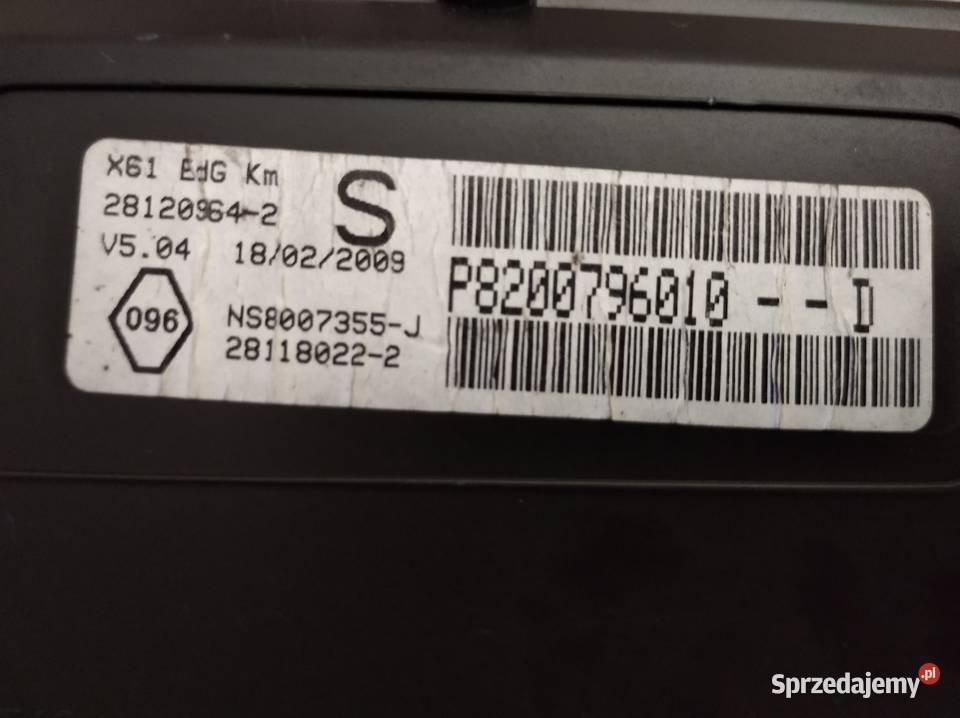 X61 EdG Km
28120964-2
S
V5.04 18/02/2009
096
NS8007355-J
28118022-2
P8200796010--D
Sprzedajemy.pl